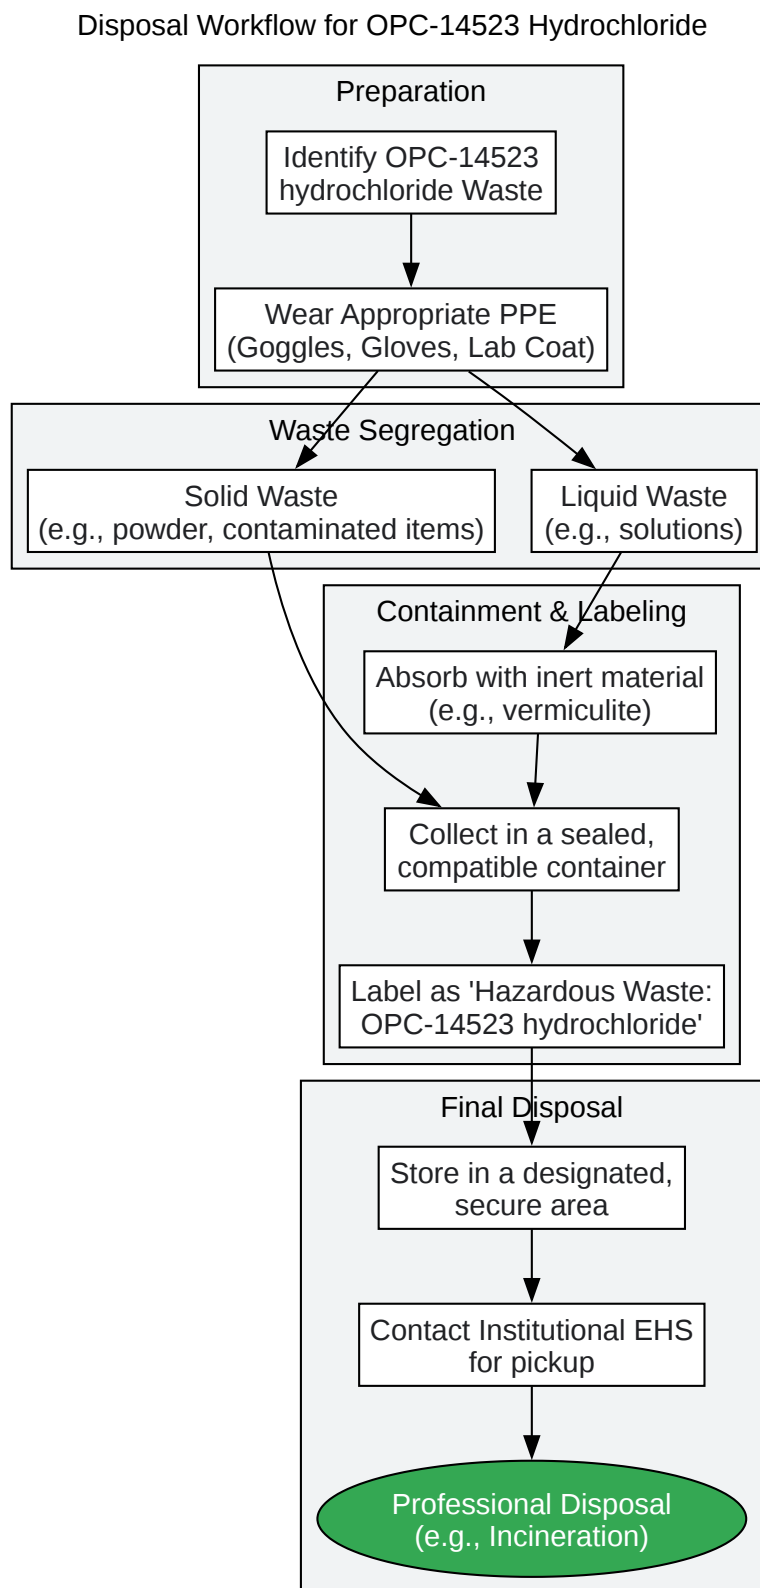 Disposal Workflow for OPC-14523 Hydrochloride
Preparation
Identify OPC-14523
hydrochloride Waste
Wear Appropriate PPE
(Goggles, Gloves, Lab Coat)
Waste Segregation
Solid Waste
(e.g., powder, contaminated items)
Liquid Waste
(e.g., solutions)
Containment & Labeling
Absorb with inert material
(e.g., vermiculite)
Collect in a sealed,
compatible container
Label as 'Hazardous Waste:
OPC-14523 hydrochloride'
Final Disposal
Store in a designated,
secure area
Contact Institutional EHS
for pickup
Professional Disposal
(e.g., Incineration)